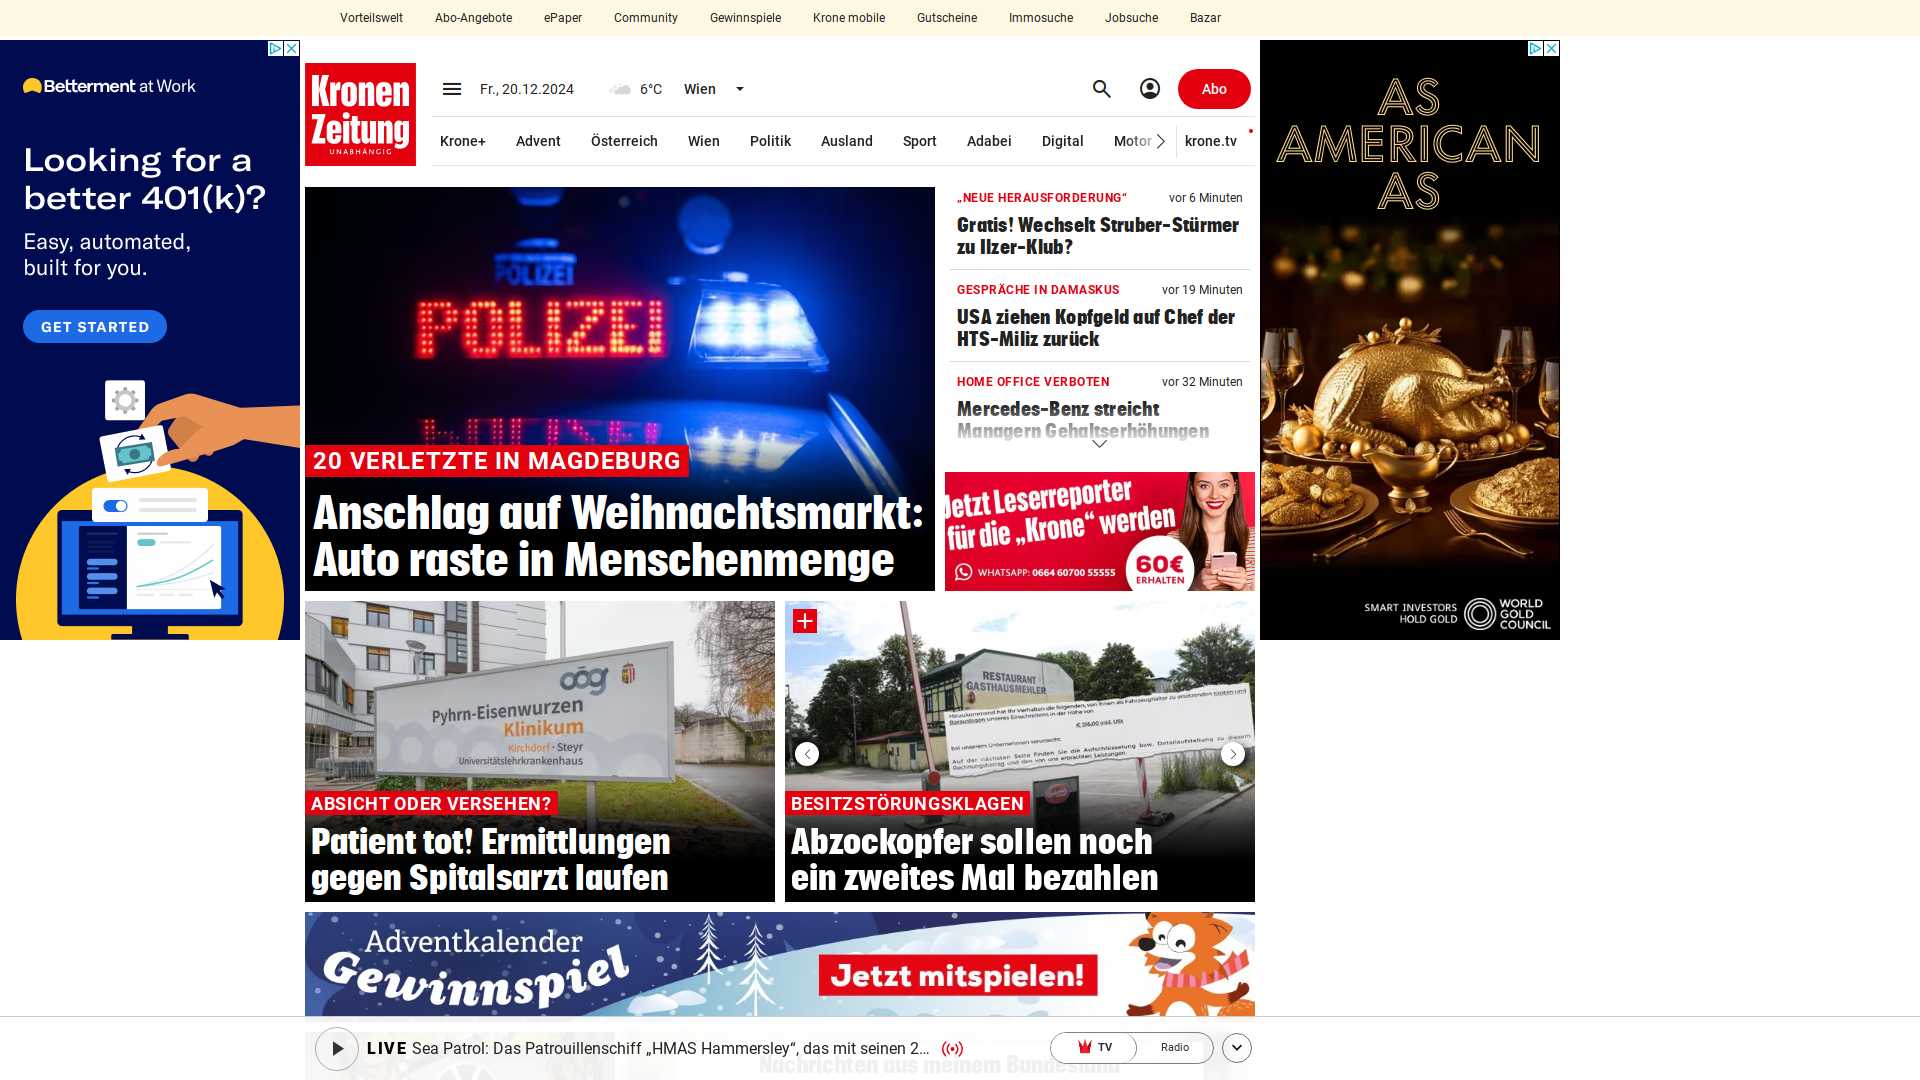 Vorteilswelt
Abo-Angebote
ePaper
Community
Gewinnspiele
Krone mobile
Gutscheine
Immosuche
Jobsuche
Bazar
Betterment at Work
Looking for a
better 401(k)?
Easy, automated,
built for you.
GET STARTED
Kronen
Zeitung
UNABHÄNGIG
Fr., 20.12.2024
6°C
Wien
Abo
Krone+
Advent
Österreich
Wien
Politik
Ausland
Sport
Adabei
Digital
Motor
krone.tv
POLIZEI
POLIZEI
20 VERLETZTE IN MAGDEBURG
Anschlag auf Weihnachtsmarkt:
Auto raste in Menschenmenge
„NEUE HERAUSFORDERUNG“
vor 6 Minuten
Gratis! Wechselt Struber-Stürmer
zu Ilzer-Klub?
GESPRÄCHE IN DAMASKUS
vor 19 Minuten
USA ziehen Kopfgeld auf Chef der
HTS-Miliz zurück
HOME OFFICE VERBOTEN
vor 32 Minuten
Mercedes-Benz streicht
Managern Gehaltserhöhungen
Jetzt Leserreporter
für die „Krone“ werden
WHATSAPP: 0664 60700 55555
60€
ERHALTEN
AS
AMERICAN
AS
SMART INVESTORS
HOLD GOLD
WORLD
GOLD
COUNCIL
oög
Pyhrn-Eisenwurzen
Klinikum
Kirchdorf · Steyr
Universitätslehrkrankenhaus
ABSICHT ODER VERSEHEN?
Patient tot! Ermittlungen
gegen Spitalsarzt laufen
RESTAURANT
GASTHAUSMEHLER
BESITZSTÖRUNGSKLAGEN
Abzockopfer sollen noch
ein zweites Mal bezahlen
Adventkalender
Gewinnspiel
Jetzt mitspielen!
LIVE Sea Patrol: Das Patrouillenschiff „HMAS Hammersley“, das mit seinen 2...
TV
Radio
Nachrichten aus meinem Bundesland